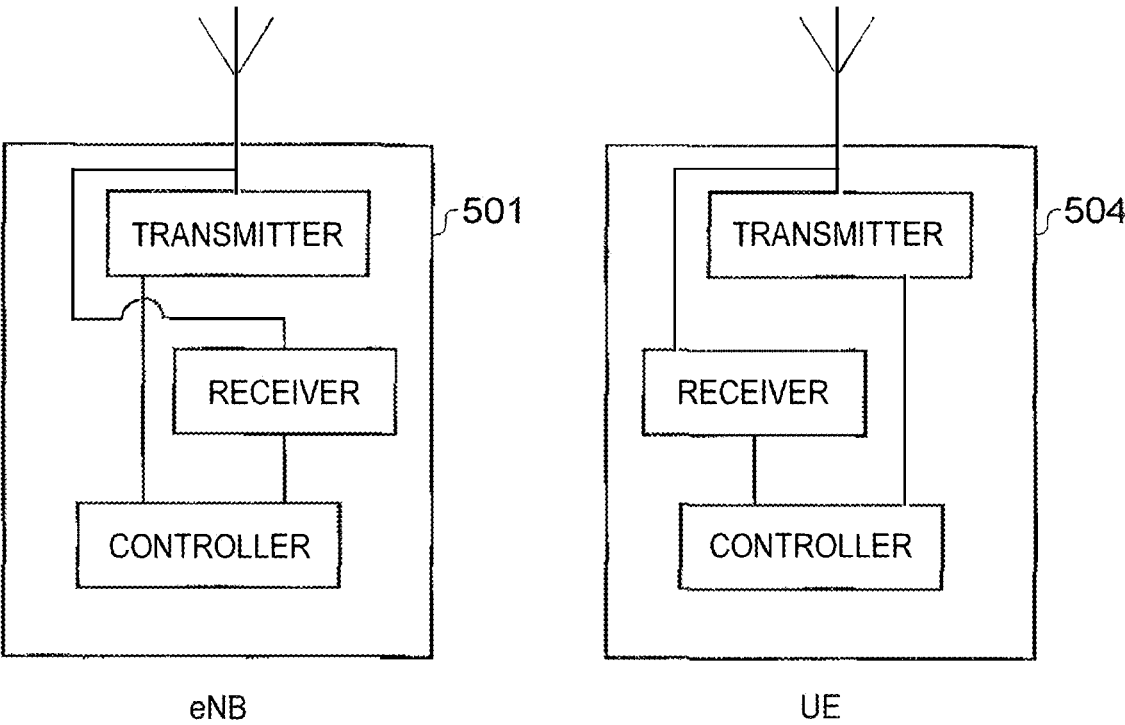 TRANSMITTER
501
RECEIVER
CONTROLLER
eNB
TRANSMITTER
504
RECEIVER
CONTROLLER
UE